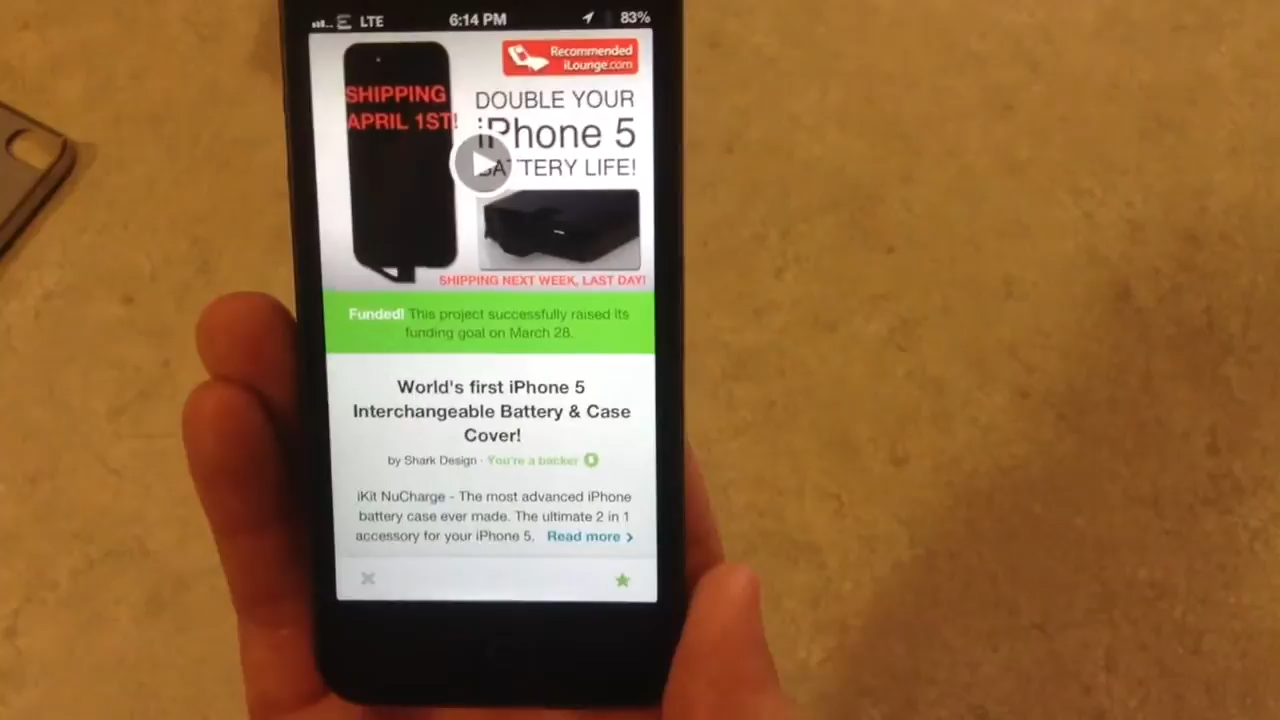 LTE 6:14 PM 83%
Recommended
iLounge.com
SHIPPING
APRIL 1ST!
DOUBLE YOUR
iPhone 5
BATTERY LIFE!
SHIPPING NEXT WEEK, LAST DAY!
Funded! This project successfully raised its
funding goal on March 28.
World's first iPhone 5
Interchangeable Battery & Case
Cover!
by Shark Design · You're a backer
iKit NuCharge - The most advanced iPhone
battery case ever made. The ultimate 2 in 1
accessory for your iPhone 5. Read more >